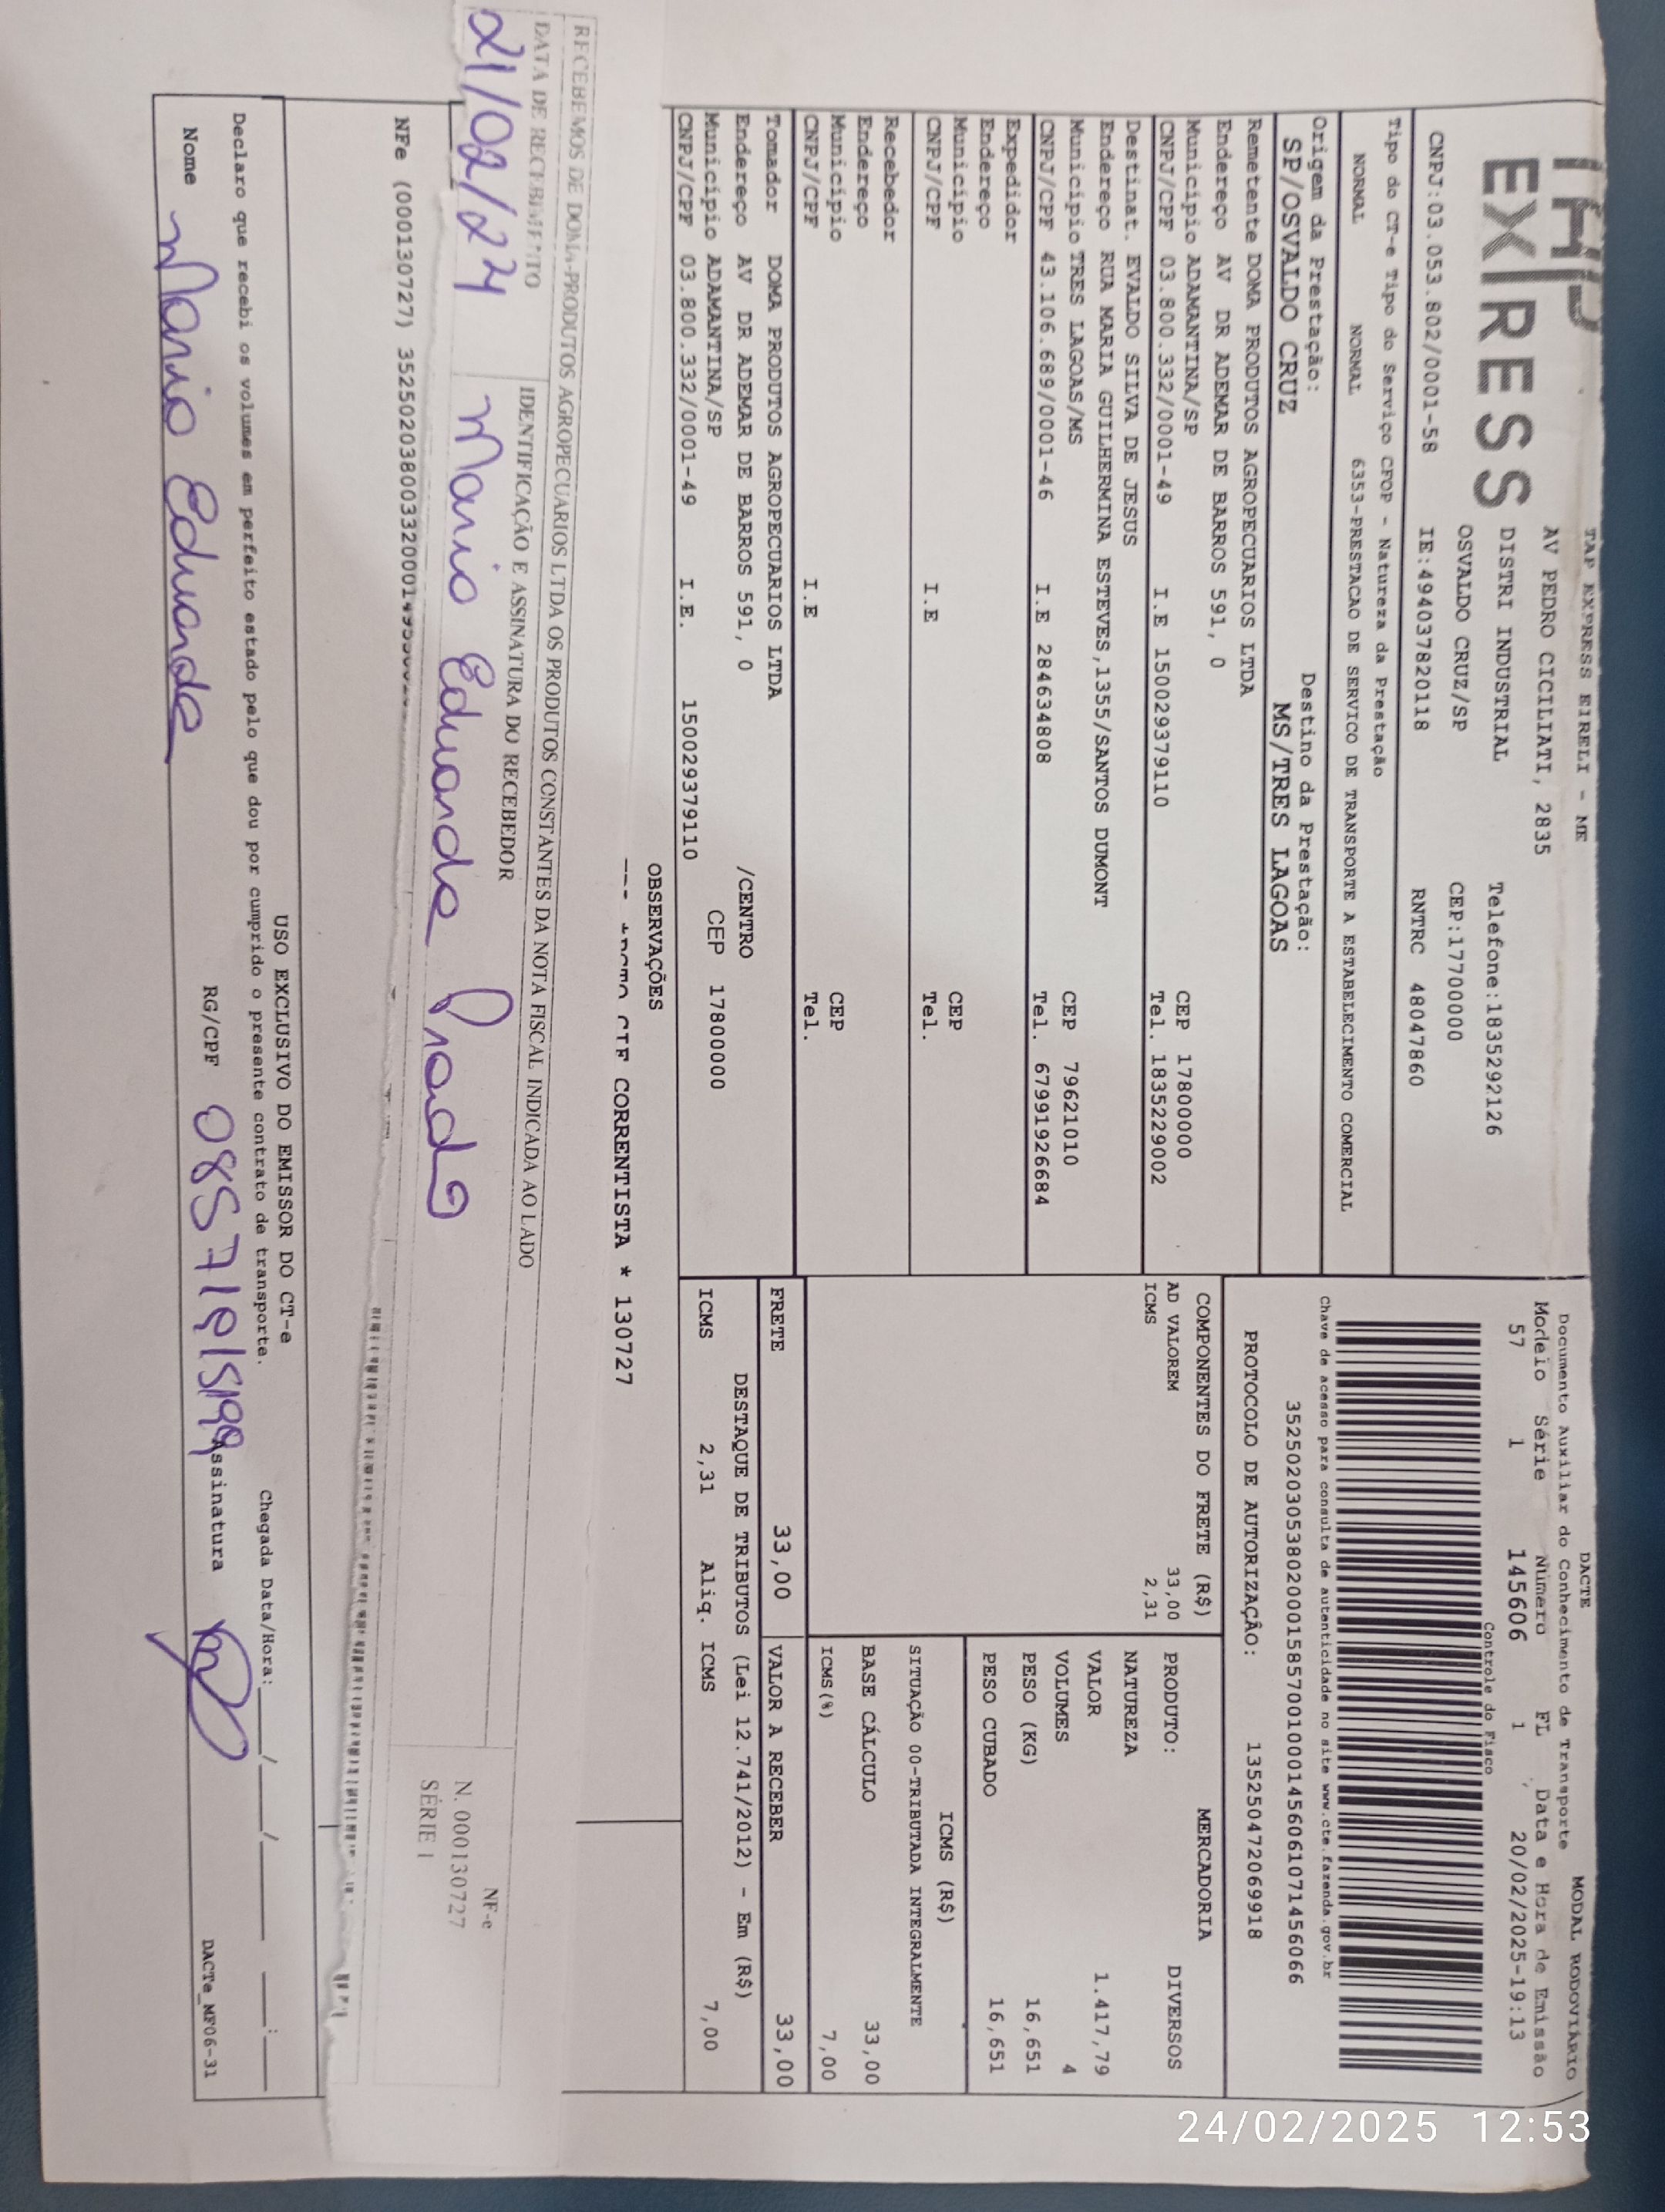 TAP
EXPRESS
TAP EXPRESS EIRELI - ME
AV PEDRO CICILIATI, 2835
DISTRI INDUSTRIAL Telefone:1835292126
OSVALDO CRUZ/SP CEP:17700000
CNPJ:03.053.802/0001-58 IE:494037820118 RNTRC 48047860
Tipo do CT-e Tipo do Serviço CFOP - Natureza da Prestação
NORMAL NORMAL 6353-PRESTACAO DE SERVICO DE TRANSPORTE A ESTABELECIMENTO COMERCIAL
Origem da Prestação: Destino da Prestação:
SP/OSVALDO CRUZ MS/TRES LAGOAS
DACTE MODAL RODOVIÁRIO
Documento Auxiliar do Conhecimento de Transporte
Modelo Série Número FL Data e Hora de Emissão
57 1 145606 1 20/02/2025-19:13
Controle do Fisco
Chave de acesso para consulta de autenticidade no site www.cte.fazenda.gov.br
35250203053802000158570010001456061071456066
PROTOCOLO DE AUTORIZAÇÃO: 135250472069918
Remetente DOMA PRODUTOS AGROPECUARIOS LTDA
Endereço AV DR ADEMAR DE BARROS 591, 0
Município ADAMANTINA/SP CEP 17800000
CNPJ/CPF 03.800.332/0001-49 I.E 150029379110 Tel. 1835229002
Destinat. EVALDO SILVA DE JESUS
Endereço RUA MARIA GUILHERMINA ESTEVES,1355/SANTOS DUMONT
Município TRES LAGOAS/MS CEP 79621010
CNPJ/CPF 43.106.689/0001-46 I.E 284634808 Tel. 67991926684
Expedidor
Endereço
Município CEP
CNPJ/CPF I.E Tel.
Recebedor
Endereço
Município CEP
CNPJ/CPF I.E Tel.
Tomador DOMA PRODUTOS AGROPECUARIOS LTDA
Endereço AV DR ADEMAR DE BARROS 591, 0 /CENTRO
Município ADAMANTINA/SP CEP 17800000
CNPJ/CPF 03.800.332/0001-49 I.E. 150029379110
COMPONENTES DO FRETE (R$)
AD VALOREM 33,00
ICMS 2,31
MERCADORIA
PRODUTO: DIVERSOS
NATUREZA
VALOR 1.417,79
VOLUMES 4
PESO (KG) 16,651
PESO CUBADO 16,651
ICMS (R$)
SITUAÇÃO 00-TRIBUTADA INTEGRALMENTE
BASE CÁLCULO 33,00
ICMS(%) 7,00
FRETE 33,00 VALOR A RECEBER 33,00
DESTAQUE DE TRIBUTOS (Lei 12.741/2012) - Em (R$)
ICMS 2,31 Aliq. ICMS 7,00
OBSERVAÇÕES
CIF CORRENTISTA * 130727
RECEBEMOS DE DOMA-PRODUTOS AGROPECUARIOS LTDA OS PRODUTOS CONSTANTES DA NOTA FISCAL INDICADA AO LADO
DATA DE RECEBIMENTO IDENTIFICAÇÃO E ASSINATURA DO RECEBEDOR
21/02/24 Mario Eduardo Prado
NF-e
N. 000130727
SÉRIE 1
NFe (000130727) 352502038003320001
USO EXCLUSIVO DO EMISSOR DO CT-e
Declaro que recebi os volumes em perfeito estado pelo que dou por cumprido o presente contrato de transporte.
Chegada Data/Hora:___/___/_____ ___:___
Nome Mario Eduardo RG/CPF Assinatura
DACTe_MF06-31
24/02/2025 12:53